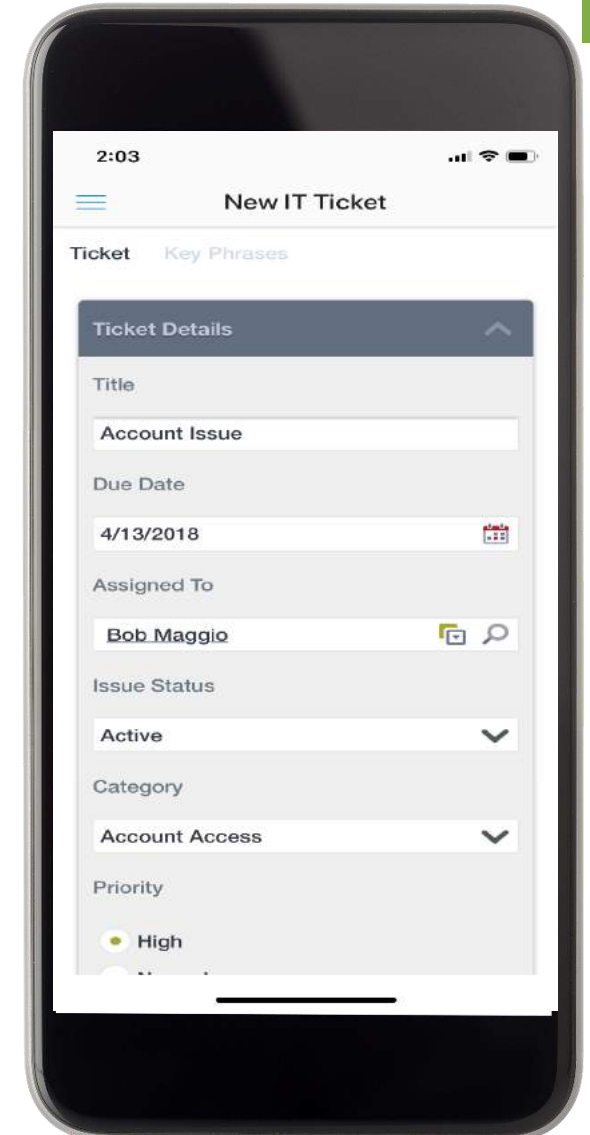 2:03
New IT Ticket
Ticket Key Phrases
Ticket Details
Title
Account Issue
Due Date
4/13/2018
Assigned To
Bob Maggio
Issue Status
Active
Category
Account Access
Priority
High